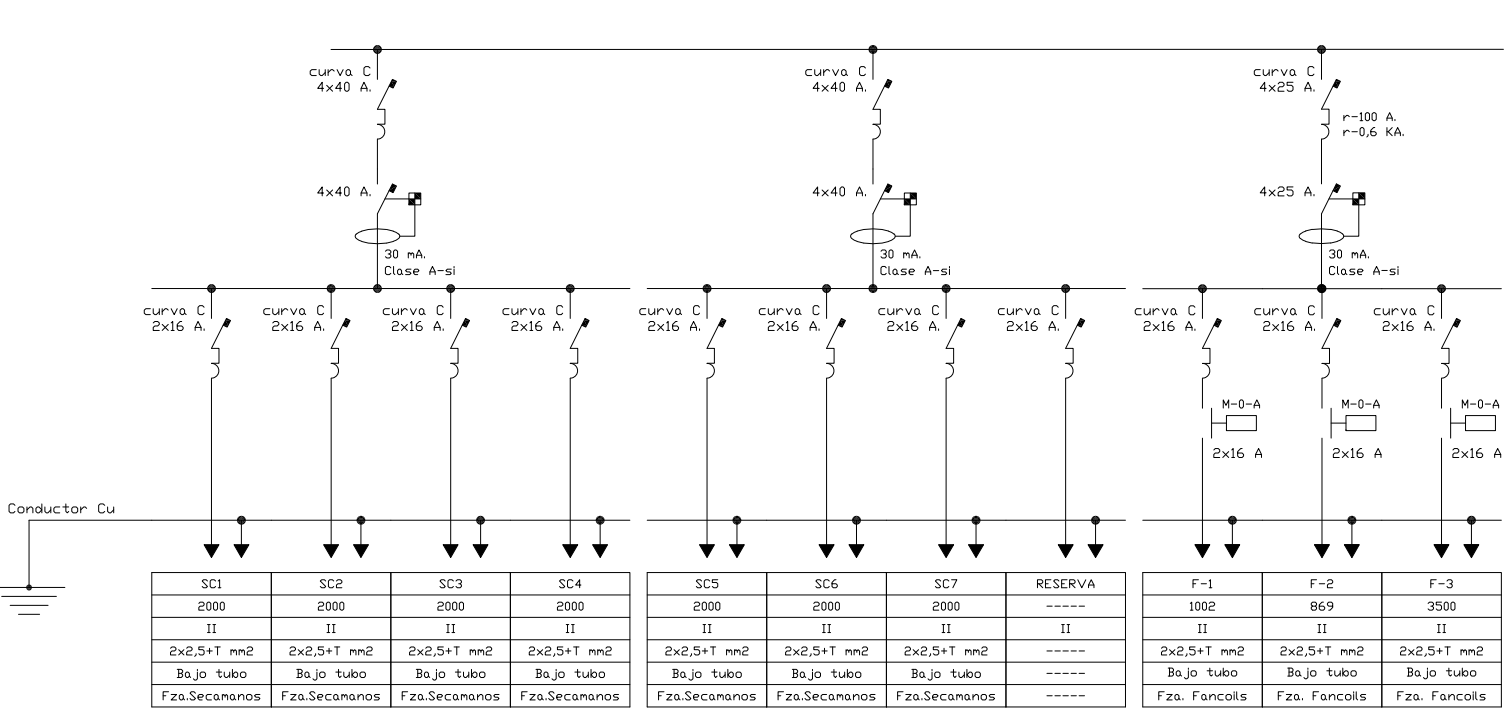 curva C
4x40 A.
curva C
4x40 A.
curva C
4x25 A.
r-100 A.
r-0,6 KA.
4x40 A.
4x40 A.
4x25 A.
30 mA.
Clase A-si
30 mA.
Clase A-si
30 mA.
Clase A-si
curva C
2x16 A.
curva C
2x16 A.
curva C
2x16 A.
curva C
2x16 A.
curva C
2x16 A.
curva C
2x16 A.
curva C
2x16 A.
curva C
2x16 A.
curva C
2x16 A.
curva C
2x16 A.
curva C
2x16 A.
M-0-A
M-0-A
M-0-A
2x16 A
2x16 A
2x16 A
Conductor Cu
SC1 SC2 SC3 SC4 SC5 SC6 SC7 RESERVA F-1 F-2 F-3
2000 2000 2000 2000 2000 2000 2000 ----- 1002 869 3500
II II II II II II II II II II II
2x2,5+T mm2 2x2,5+T mm2 2x2,5+T mm2 2x2,5+T mm2 2x2,5+T mm2 2x2,5+T mm2 2x2,5+T mm2 ----- 2x2,5+T mm2 2x2,5+T mm2 2x2,5+T mm2
Bajo tubo Bajo tubo Bajo tubo Bajo tubo Bajo tubo Bajo tubo Bajo tubo ----- Bajo tubo Bajo tubo Bajo tubo
Fza.Secamanos Fza.Secamanos Fza.Secamanos Fza.Secamanos Fza.Secamanos Fza.Secamanos Fza.Secamanos ----- Fza. Fancoils Fza. Fancoils Fza. Fancoils